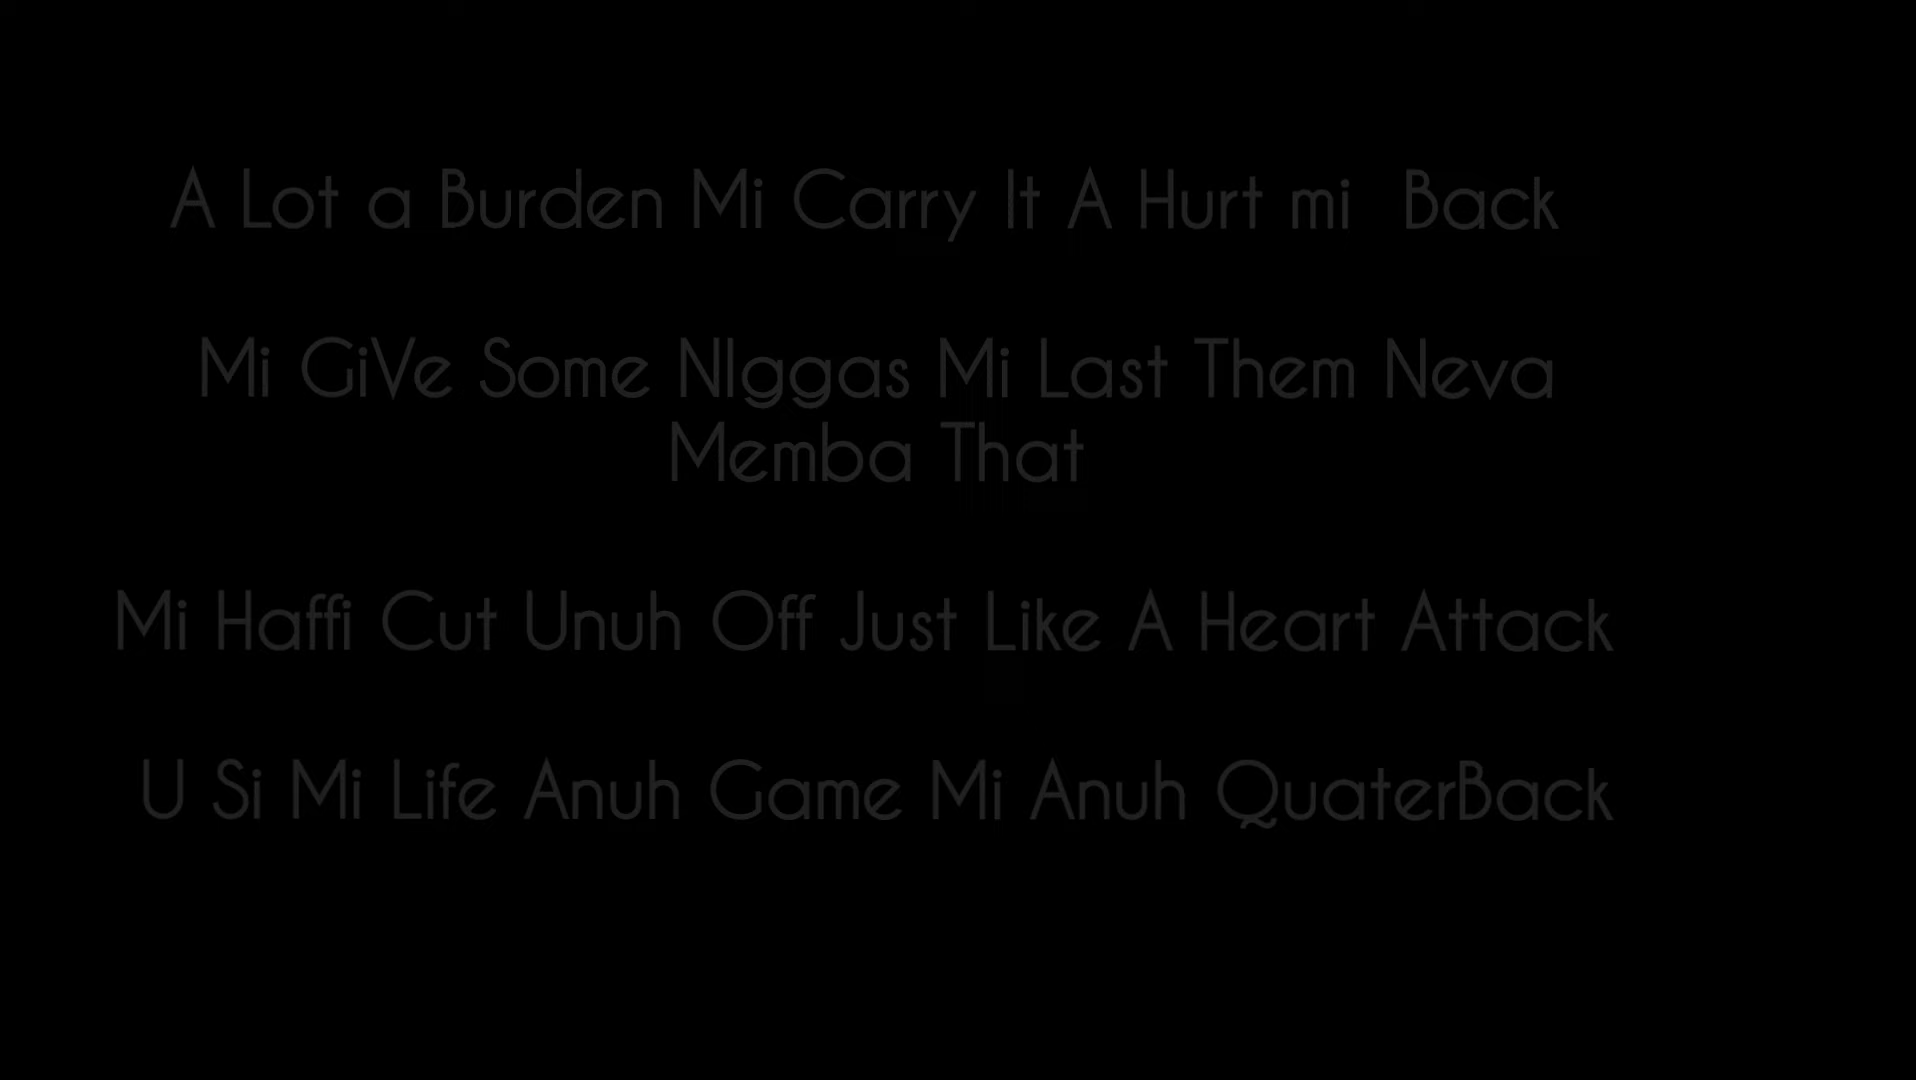 A Lot a Burden Mi Carry It A Hurt mi  Back
Mi GiVe Some NIggas Mi Last Them Neva
Memba That
Mi Haffi Cut Unuh Off Just Like A Heart Attack
U Si Mi Life Anuh Game Mi Anuh QuaterBack